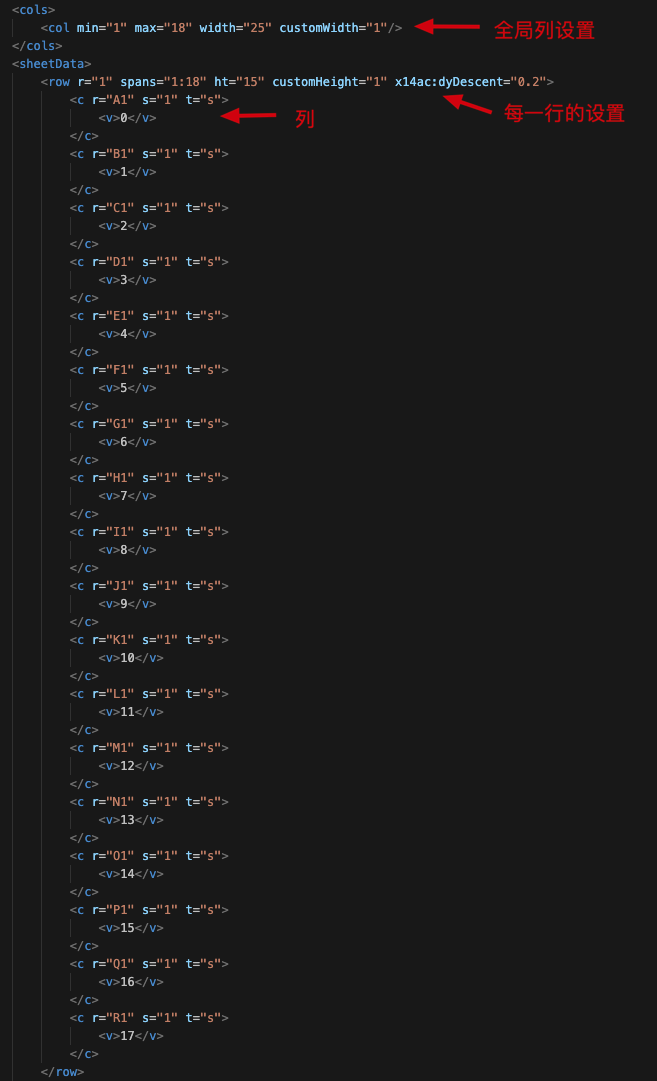 <cols>
<col min="1" max="18" width="25" customWidth="1"/>
全局列设置
</cols>
<sheetData>
<row r="1" spans="1:18" ht="15" customHeight="1" x14ac:dyDescent="0.2">
每一行的设置
<c r="A1" s="1" t="s">
<v>0</v>
列
</c>
<c r="B1" s="1" t="s">
<v>1</v>
</c>
<c r="C1" s="1" t="s">
<v>2</v>
</c>
<c r="D1" s="1" t="s">
<v>3</v>
</c>
<c r="E1" s="1" t="s">
<v>4</v>
</c>
<c r="F1" s="1" t="s">
<v>5</v>
</c>
<c r="G1" s="1" t="s">
<v>6</v>
</c>
<c r="H1" s="1" t="s">
<v>7</v>
</c>
<c r="I1" s="1" t="s">
<v>8</v>
</c>
<c r="J1" s="1" t="s">
<v>9</v>
</c>
<c r="K1" s="1" t="s">
<v>10</v>
</c>
<c r="L1" s="1" t="s">
<v>11</v>
</c>
<c r="M1" s="1" t="s">
<v>12</v>
</c>
<c r="N1" s="1" t="s">
<v>13</v>
</c>
<c r="O1" s="1" t="s">
<v>14</v>
</c>
<c r="P1" s="1" t="s">
<v>15</v>
</c>
<c r="Q1" s="1" t="s">
<v>16</v>
</c>
<c r="R1" s="1" t="s">
<v>17</v>
</c>
</row>